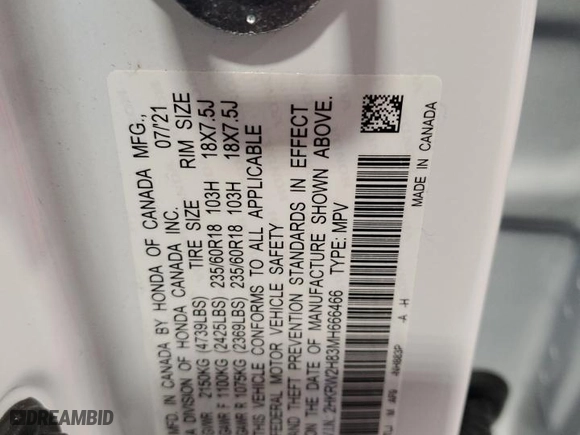 MFD. IN CANADA BY HONDA OF CANADA MFG.,
A DIVISION OF HONDA CANADA INC. 07/'21
TIRE SIZE RIM SIZE
GVWR 2150KG (4739LBS)
GAWR F 1100KG (2425LBS) 235/60R18 103H 18X7.5J
GAWR R 1075KG (2369LBS) 235/60R18 103H 18X7.5J
THIS VEHICLE CONFORMS TO ALL APPLICABLE
FEDERAL MOTOR VEHICLE SAFETY
AND THEFT PREVENTION STANDARDS IN EFFECT
ON THE DATE OF MANUFACTURE SHOWN ABOVE.
V.I.N. 2HKRW2H83MH666466 TYPE: MPV
NH883P -A -H
MADE IN CANADA
DREAMBID